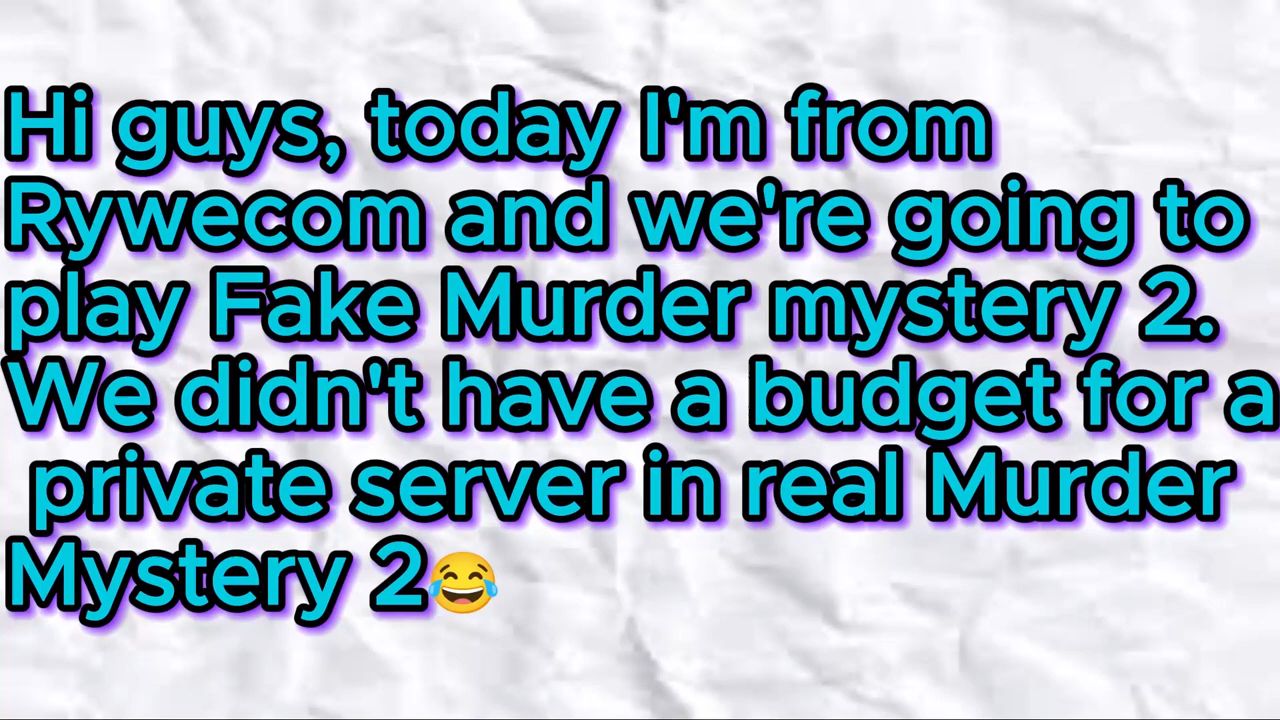 Hi guys, today I'm from
Rywecom and we're going to
play Fake Murder mystery 2.
We didn't have a budget for a
private server in real Murder
Mystery 2😂